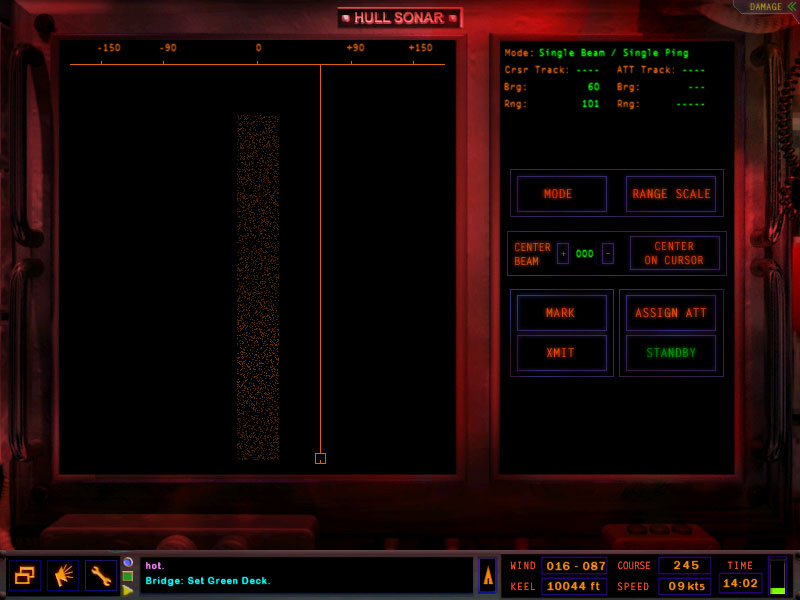 DAMAGE
HULL SONAR
-150 -90 0 +90 +150
Mode: Single Beam / Single Ping
Crsr Track: ---- ATT Track: ----
Brg: 60 Brg: ---
Rng: 101 Rng: -----
MODE RANGE SCALE
CENTER BEAM + 000 - CENTER ON CURSOR
MARK ASSIGN ATT
XMIT STANDBY
hot.
Bridge: Set Green Deck.
WIND 016 - 087 COURSE 245 TIME
KEEL 10044 ft SPEED 09 kts 14:02